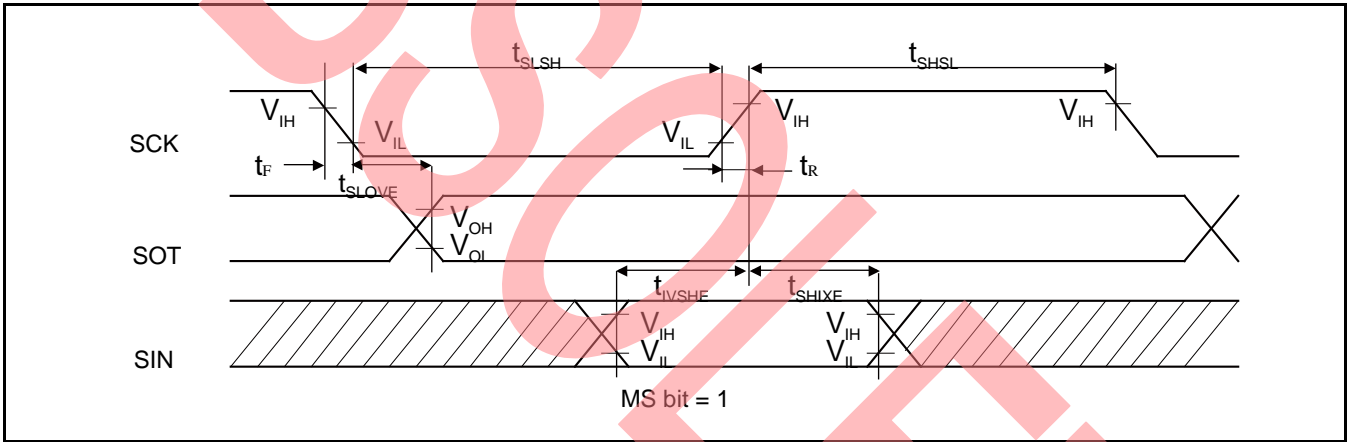 tSLSH
tSHSL
SCK
VIH
VIL
VIL
VIH
VIH
tF
tSLOVE
tR
SOT
VOH
VOL
tIVSHE
tSHIXE
SIN
VIH
VIL
VIH
VIL
MS bit = 1